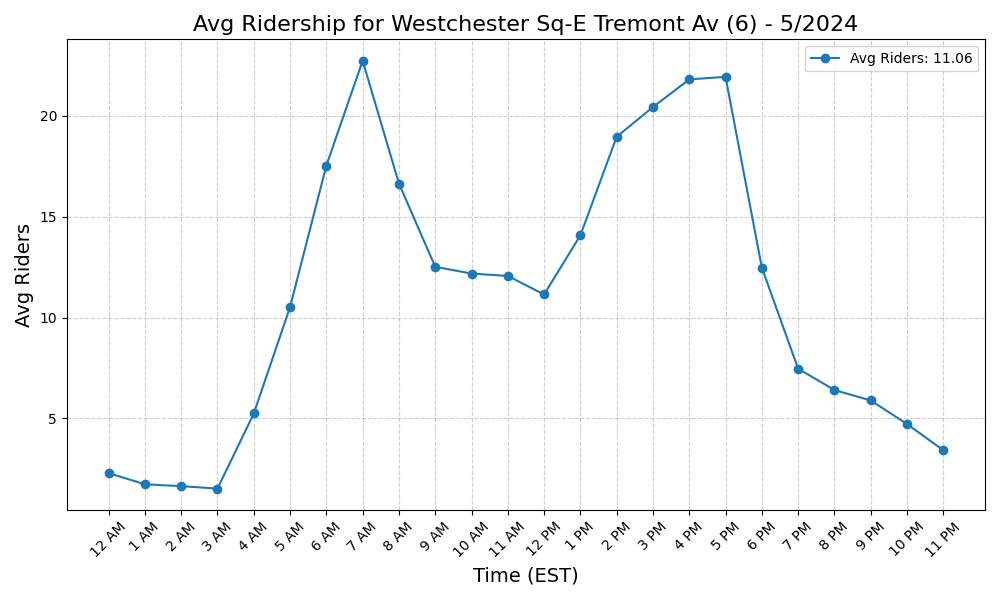 Avg Ridership for Westchester Sq-E Tremont Av (6) - 5/2024
Avg Riders: 11.06
Avg Riders
20
15
10
5
12 AM
1 AM
2 AM
3 AM
4 AM
5 AM
6 AM
7 AM
8 AM
9 AM
10 AM
11 AM
12 PM
1 PM
2 PM
3 PM
4 PM
5 PM
6 PM
7 PM
8 PM
9 PM
10 PM
11 PM
Time (EST)